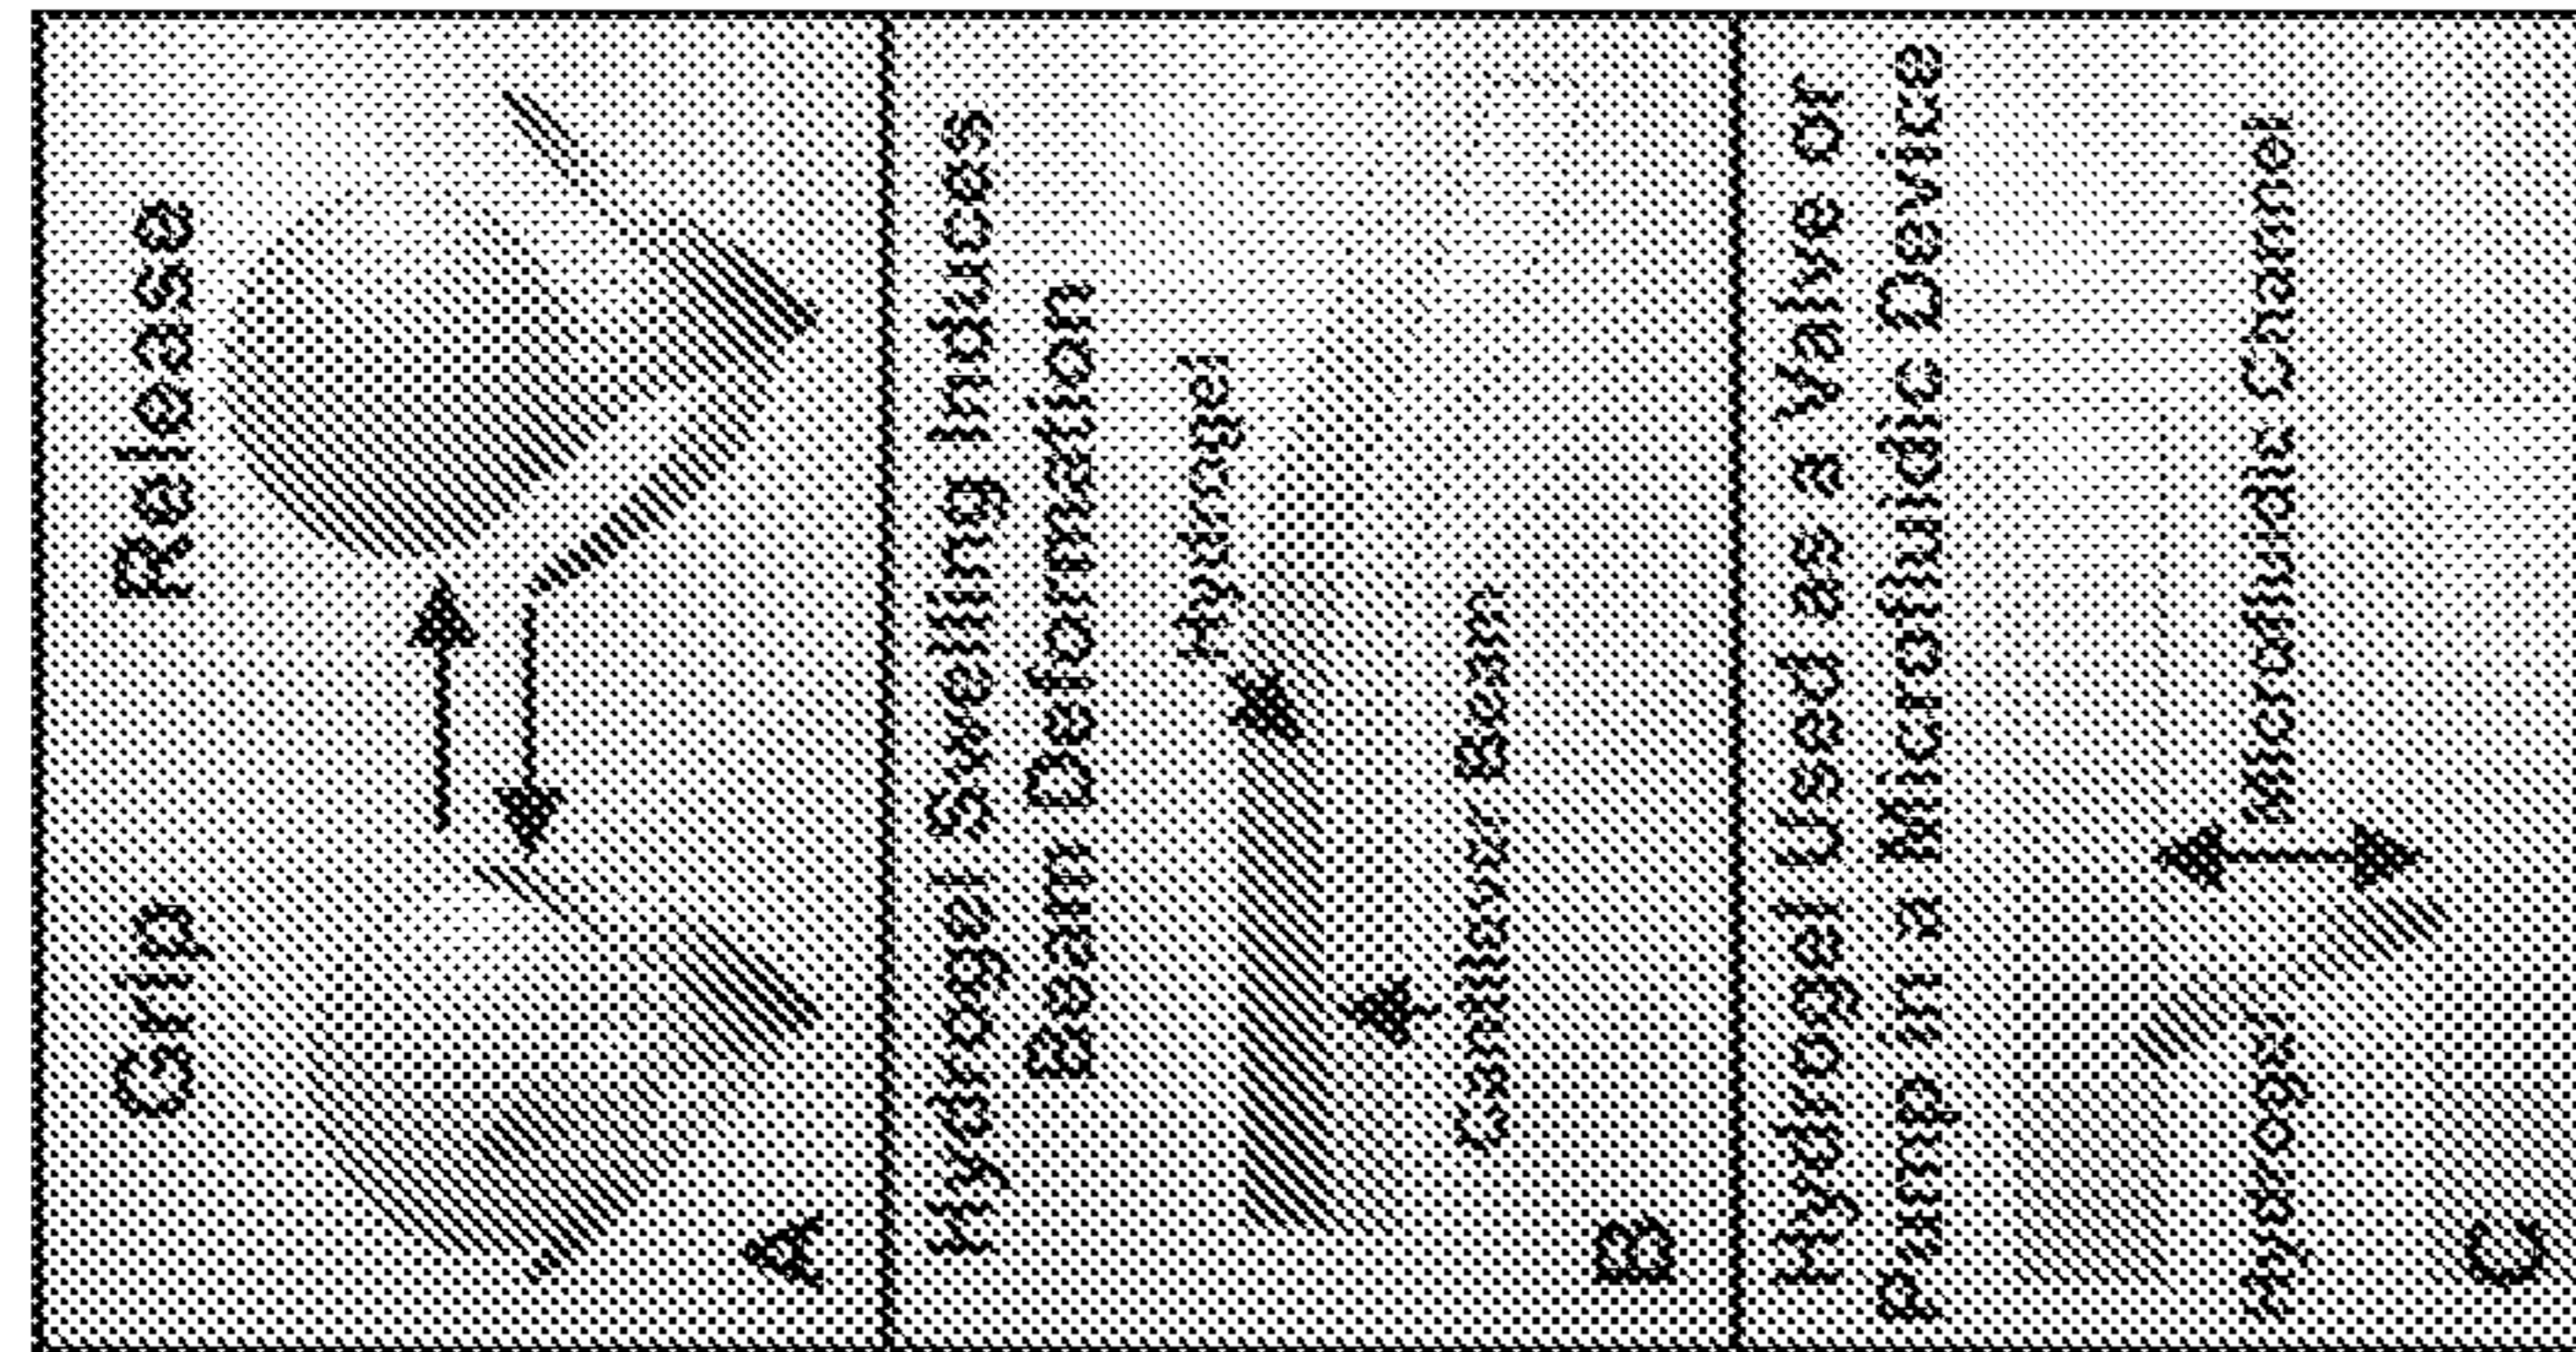 Grip
Release
A
Hydrogel Swelling Induces
Beam Deformation
Hydrogel
Cantilever Beam
B
Hydrogel Used as a Valve or
Pump in a Microfluidic Device
Hydrogel
Microfluidic Channel
C